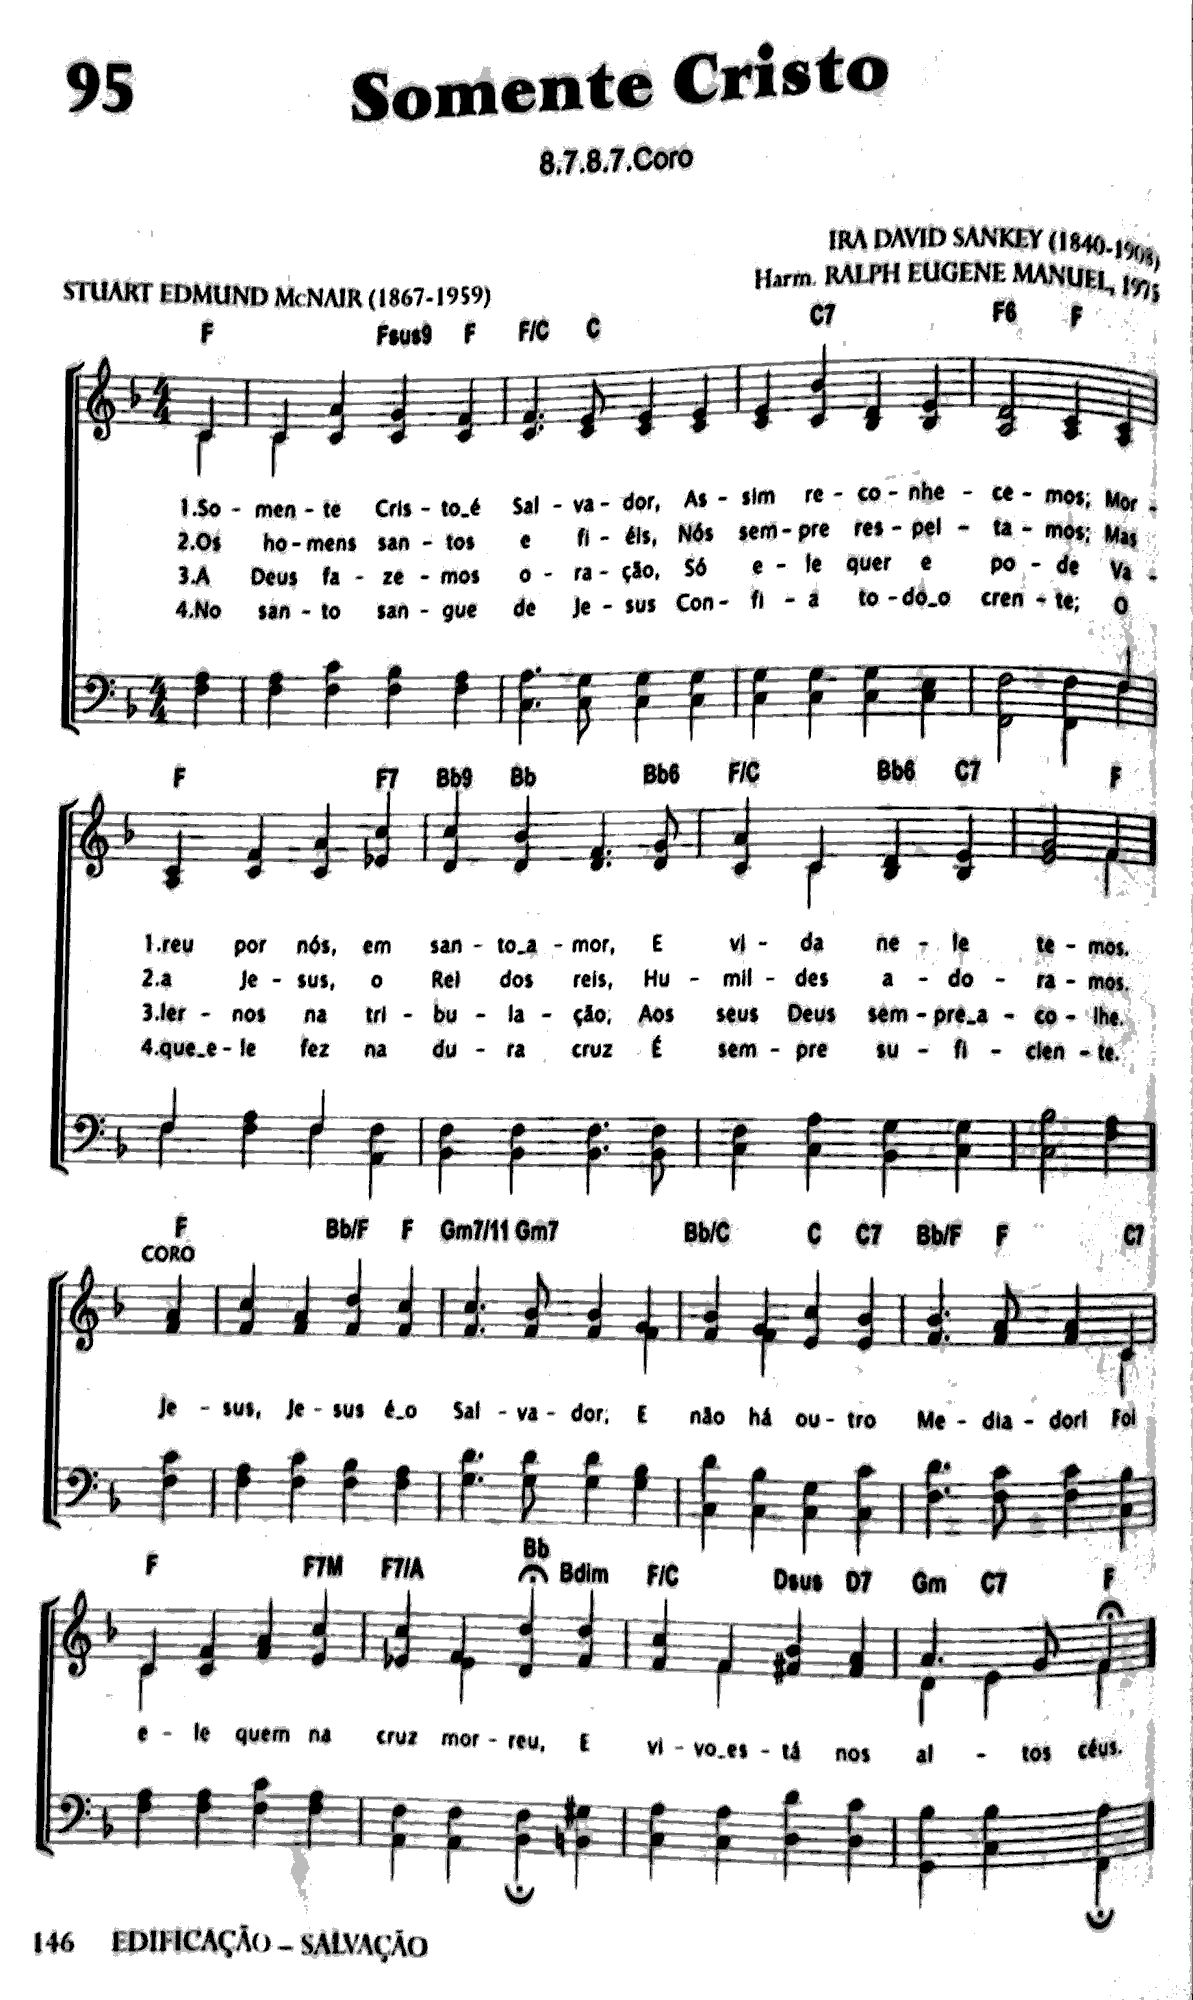 95
Somente Cristo
8.7.8.7.Coro
IRA DAVID SANKEY (1840-1908)
STUART EDMUND McNAIR (1867-1959)
Harm. RALPH EUGENE MANUEL, 1975
F Fsus9 F F/C C C7 F6 F
1.So - men - te Cris - to_é Sal - va - dor, As - sim re - co - nhe - ce - mos; Mor -
2.Os ho - mens san - tos e fi - éis, Nós sem - pre res - pei - ta - mos; Mas
3.A Deus fa - ze - mos o - ra - ção, Só e - le quer e po - de Va -
4.No san - to san - gue de Je - sus Con - fi - a to - do_o cren - te; O
F F7 Bb9 Bb Bb6 F/C Bb6 C7 F
1.reu por nós, em san - to_a - mor, E vi - da ne - le te - mos.
2.a Je - sus, o Rei dos reis, Hu - mil - des a - do - ra - mos.
3.ler - nos na tri - bu - la - ção; Aos seus Deus sem - pre_a - co - lhe.
4.que_e - le fez na du - ra cruz É sem - pre su - fi - cien - te.
F Bb/F F Gm7/11 Gm7 Bb/C C C7 Bb/F F C7
CORO
Je - sus, Je - sus é_o Sal - va - dor; E não há ou - tro Me - dia - dor! Foi
F F7M F7/A Bb Bdim F/C Dsus D7 Gm C7 F
e - le quem na cruz mor - reu, E vi - vo_es - tá nos al - tos céus.
146 EDIFICAÇÃO – SALVAÇÃO